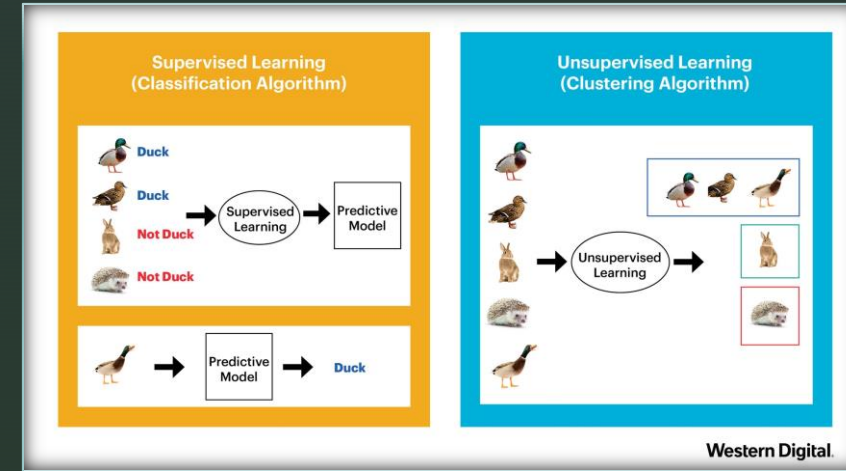 Supervised Learning
(Classification Algorithm)
Duck
Duck
Not Duck
Not Duck
Supervised
Learning
Predictive
Model
Predictive
Model
Duck
Unsupervised Learning
(Clustering Algorithm)
Unsupervised
Learning
Western Digital.